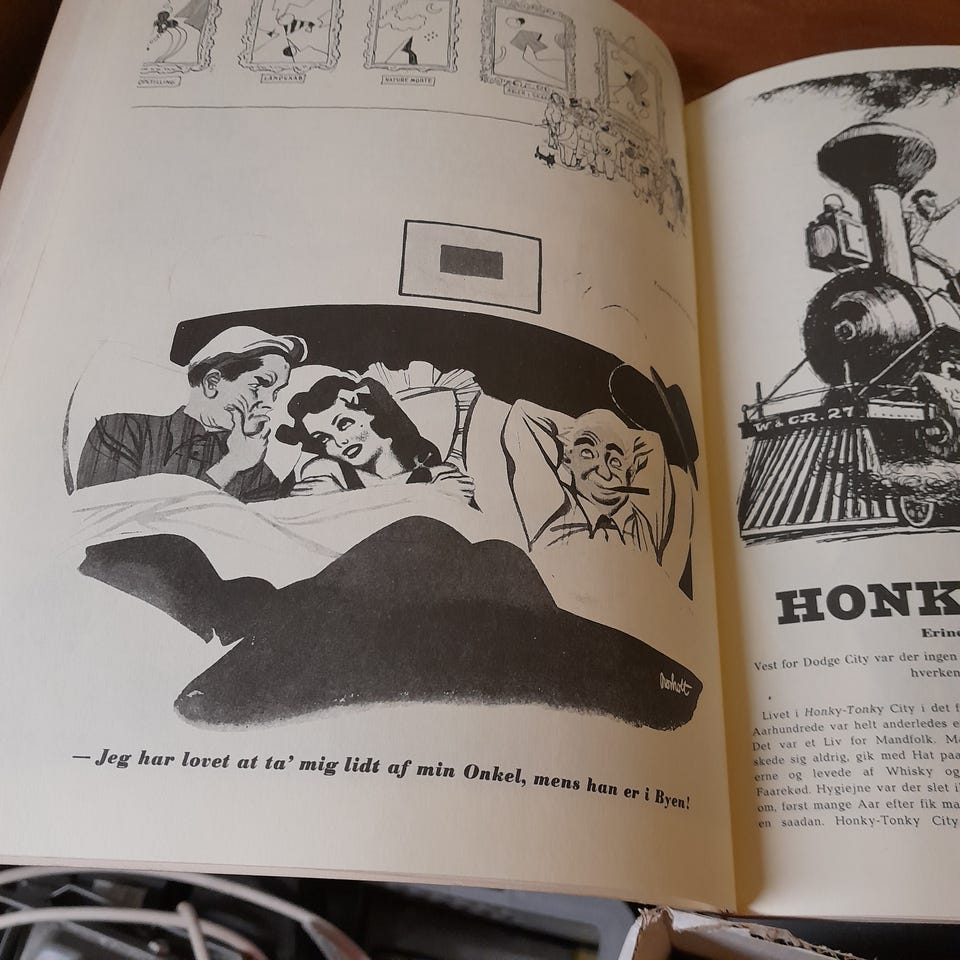 LANDSKAB
NATURE MORTE
— Jeg har lovet at ta’ mig lidt af min Onkel, mens han er i Byen!
W & GR. 27
HONK
Vest for Dodge City var der ingen
hverken
Livet i Honky-Tonky City i det f
Aarhundrede var helt anderledes e
Det var et Liv for Mandfolk. Ma
skede sig aldrig, gik med Hat paa
erne og levede af Whisky og
Faarekød. Hygiejne var der slet i
om, først mange Aar efter fik ma
en saadan. Honky-Tonky City